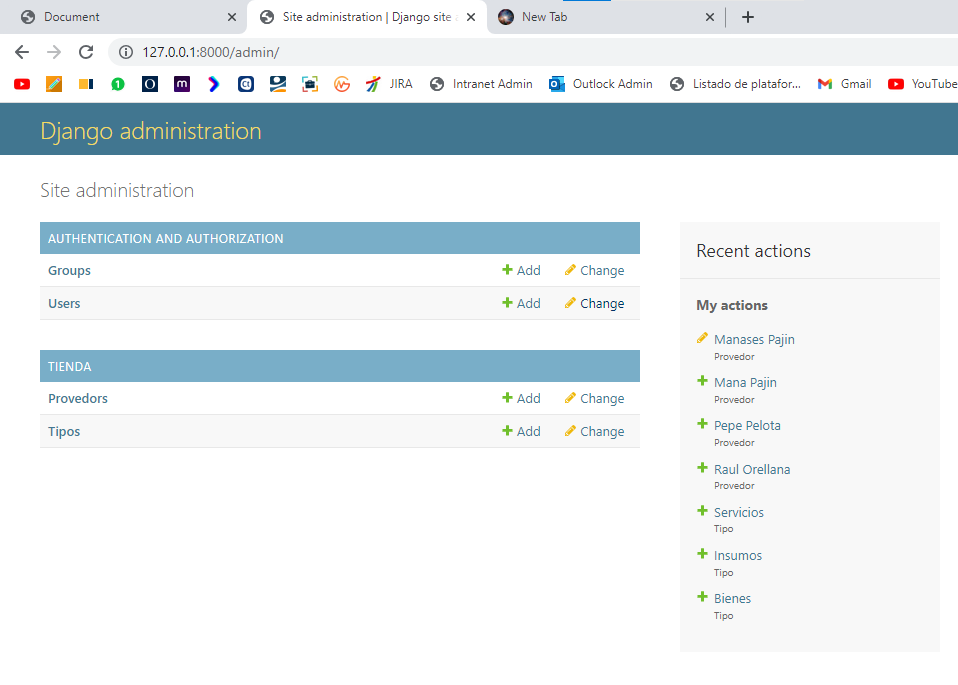 Document
Site administration | Django site
New Tab
127.0.0.1:8000/admin/
JIRA Intranet Admin Outlock Admin Listado de platafor... Gmail YouTube
Django administration
Site administration
AUTHENTICATION AND AUTHORIZATION
Groups Add Change
Users Add Change
TIENDA
Provedors Add Change
Tipos Add Change
Recent actions
My actions
Manases Pajin
Provedor
Mana Pajin
Provedor
Pepe Pelota
Provedor
Raul Orellana
Provedor
Servicios
Tipo
Insumos
Tipo
Bienes
Tipo